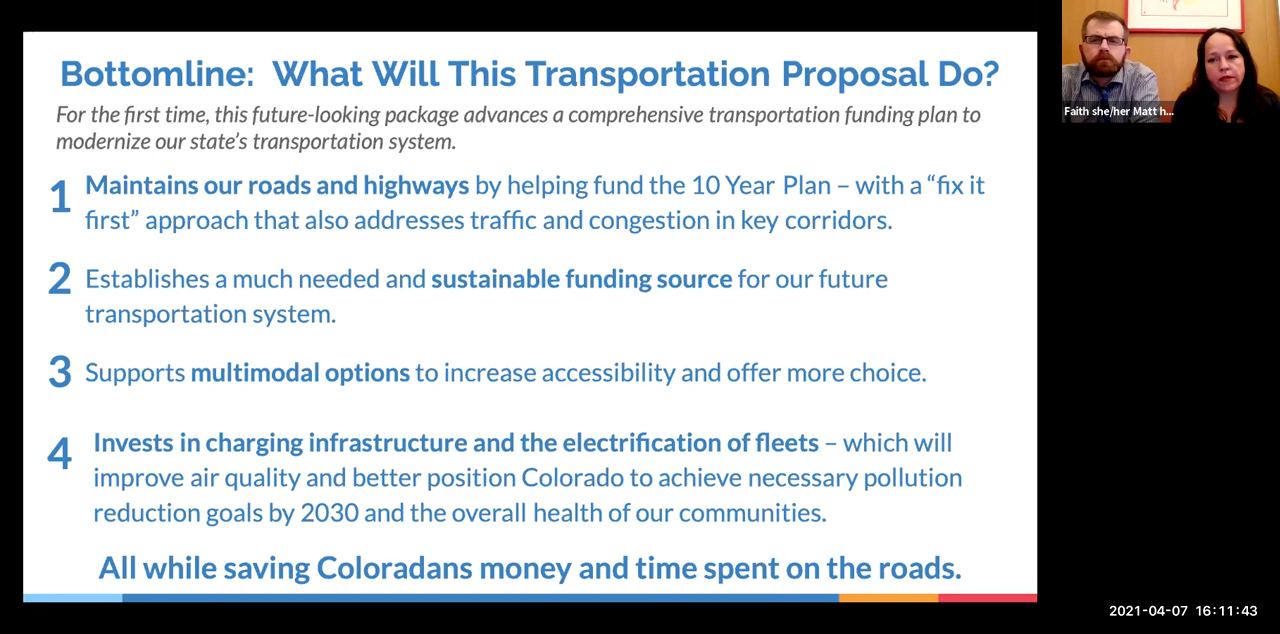 Bottomline:  What Will This Transportation Proposal Do?
For the first time, this future-looking package advances a comprehensive transportation funding plan to
modernize our state’s transportation system.
1 Maintains our roads and highways by helping fund the 10 Year Plan – with a “fix it
first” approach that also addresses traffic and congestion in key corridors.
2 Establishes a much needed and sustainable funding source for our future
transportation system.
3 Supports multimodal options to increase accessibility and offer more choice.
4 Invests in charging infrastructure and the electrification of fleets – which will
improve air quality and better position Colorado to achieve necessary pollution
reduction goals by 2030 and the overall health of our communities.
All while saving Coloradans money and time spent on the roads.
Faith she/her Matt h...
2021-04-07 16:11:43